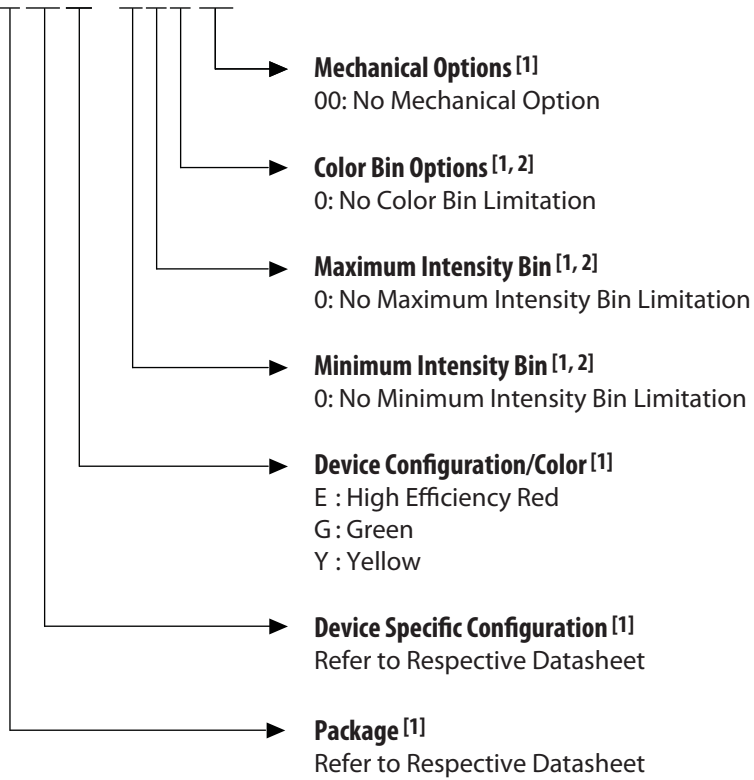 Mechanical Options [1]
00: No Mechanical Option
Color Bin Options [1, 2]
0: No Color Bin Limitation
Maximum Intensity Bin [1, 2]
0: No Maximum Intensity Bin Limitation
Minimum Intensity Bin [1, 2]
0: No Minimum Intensity Bin Limitation
Device Configuration/Color [1]
E : High Efficiency Red
G : Green
Y : Yellow
Device Specific Configuration [1]
Refer to Respective Datasheet
Package [1]
Refer to Respective Datasheet